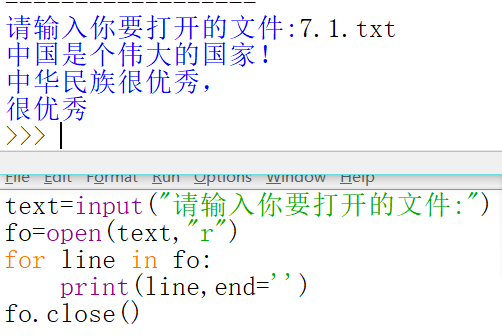 请输入你要打开的文件:7.1.txt
中国是个伟大的国家!
中华民族很优秀，
很优秀
>>>
File Edit Format Run Options Window Help
text=input("请输入你要打开的文件:")
fo=open(text,"r")
for line in fo:
    print(line,end='')
fo.close()